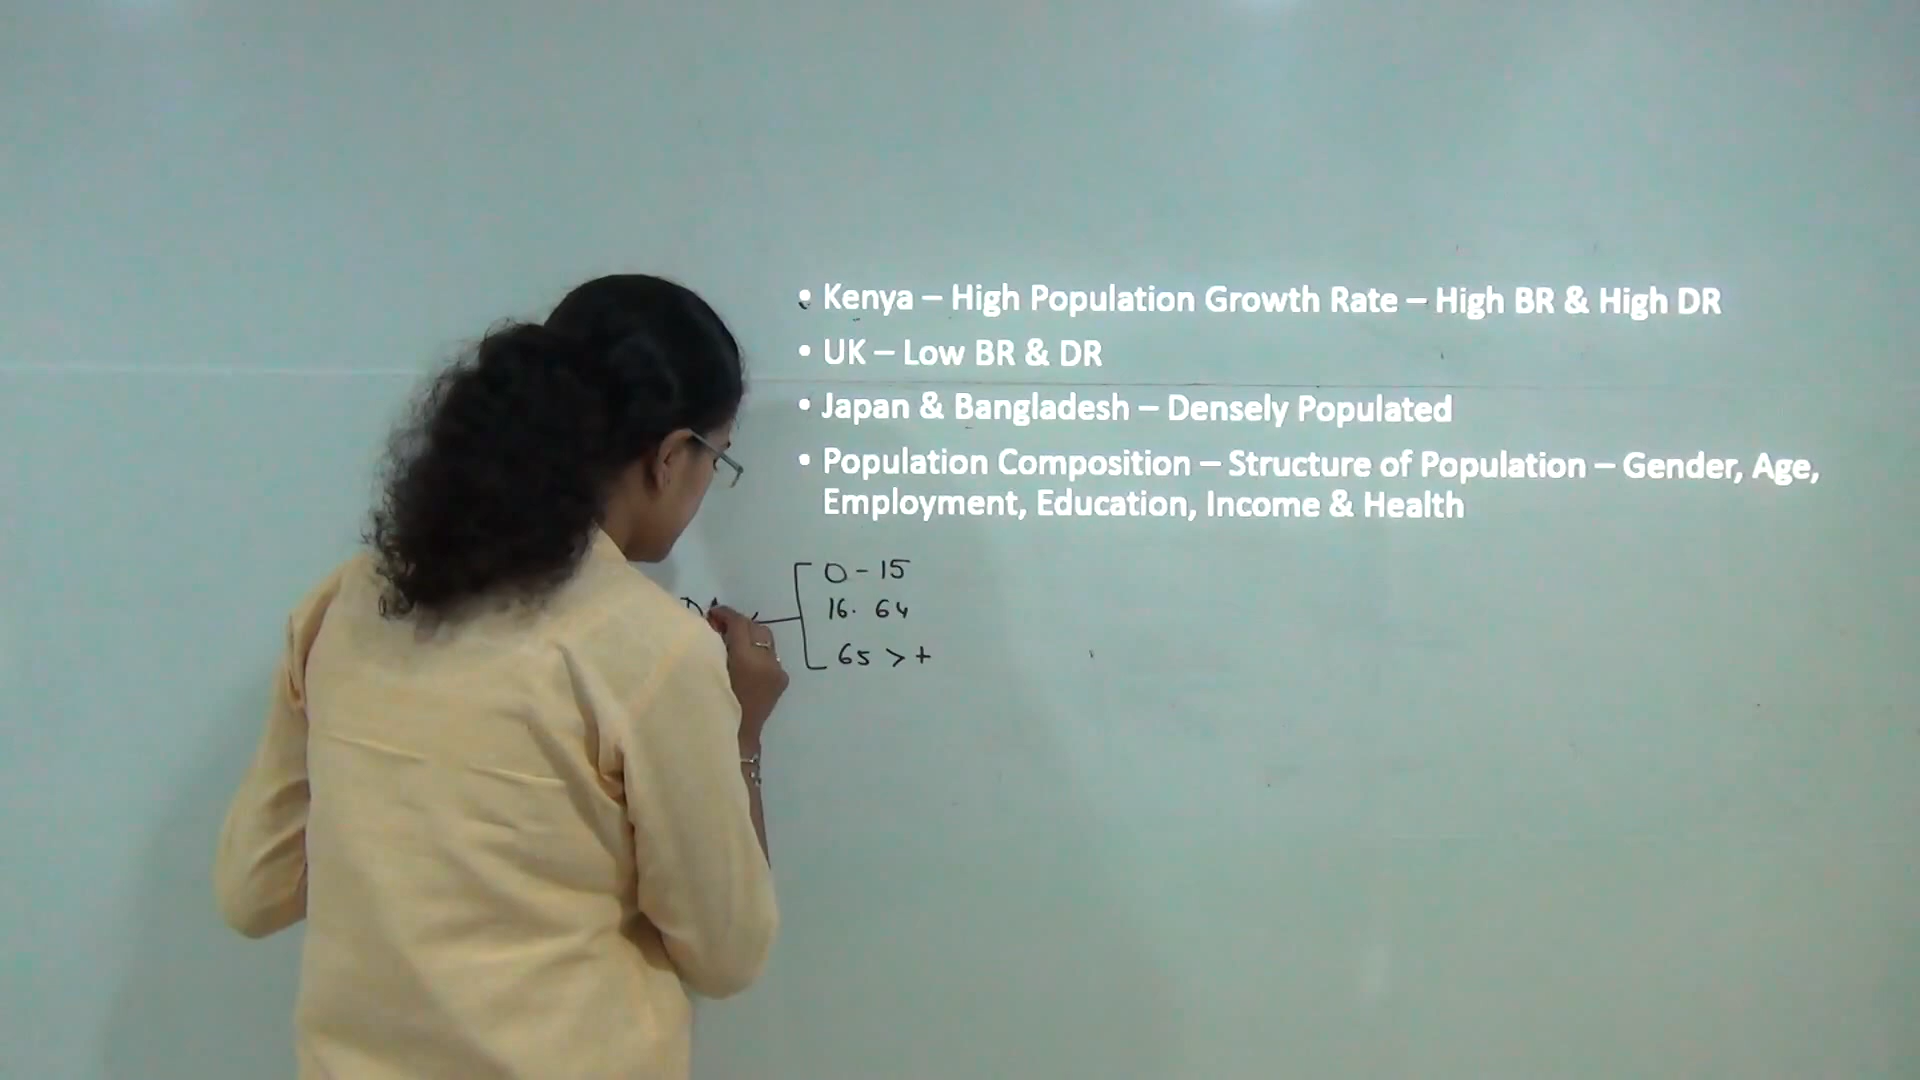 • Kenya – High Population Growth Rate – High BR & High DR
• UK – Low BR & DR
• Japan & Bangladesh – Densely Populated
• Population Composition – Structure of Population – Gender, Age,
Employment, Education, Income & Health
0 - 15
16. 64
65 > +